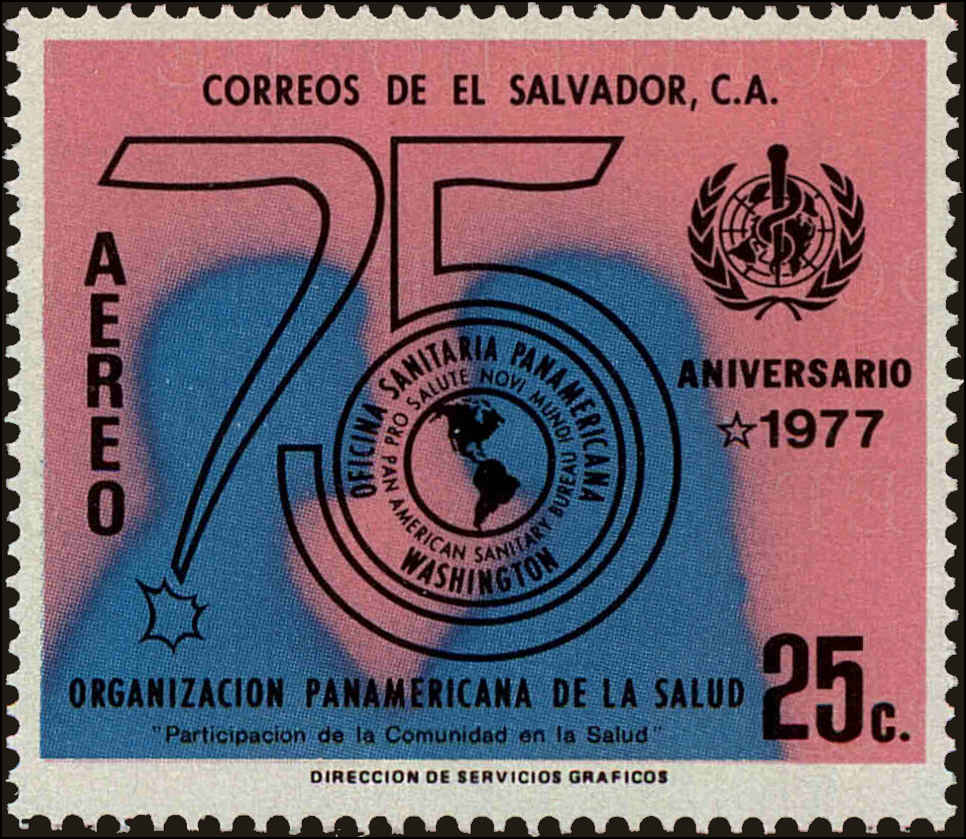 CORREOS DE EL SALVADOR, C.A.
75
AEREO
ANIVERSARIO
☆1977
OFICINA SANITARIA PANAMERICANA
WASHINGTON
PRO SALUTE NOVI MUNDI
PAN AMERICAN SANITARY BUREAU
25c.
ORGANIZACION PANAMERICANA DE LA SALUD
"Participacion de la Comunidad en la Salud"
DIRECCION DE SERVICIOS GRAFICOS